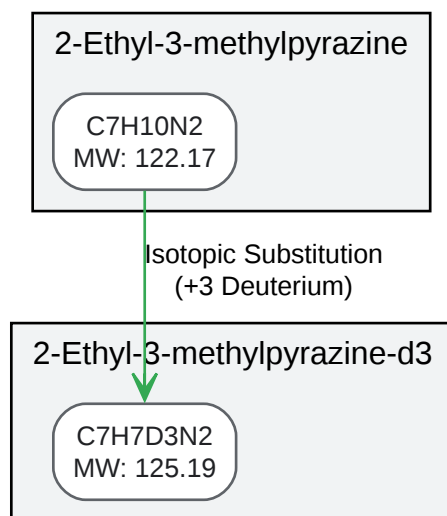 2-Ethyl-3-methylpyrazine
C7H10N2
MW: 122.17
Isotopic Substitution
(+3 Deuterium)
2-Ethyl-3-methylpyrazine-d3
C7H7D3N2
MW: 125.19